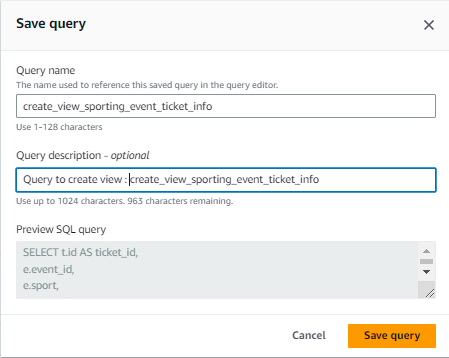 Save query
Query name
The name used to reference this saved query in the query editor.
create_view_sporting_event_ticket_info
Use 1-128 characters
Query description - optional
Query to create view : create_view_sporting_event_ticket_info
Use up to 1024 characters. 963 characters remaining.
Preview SQL query
SELECT t.id AS ticket_id,
e.event_id,
e.sport,
Cancel
Save query